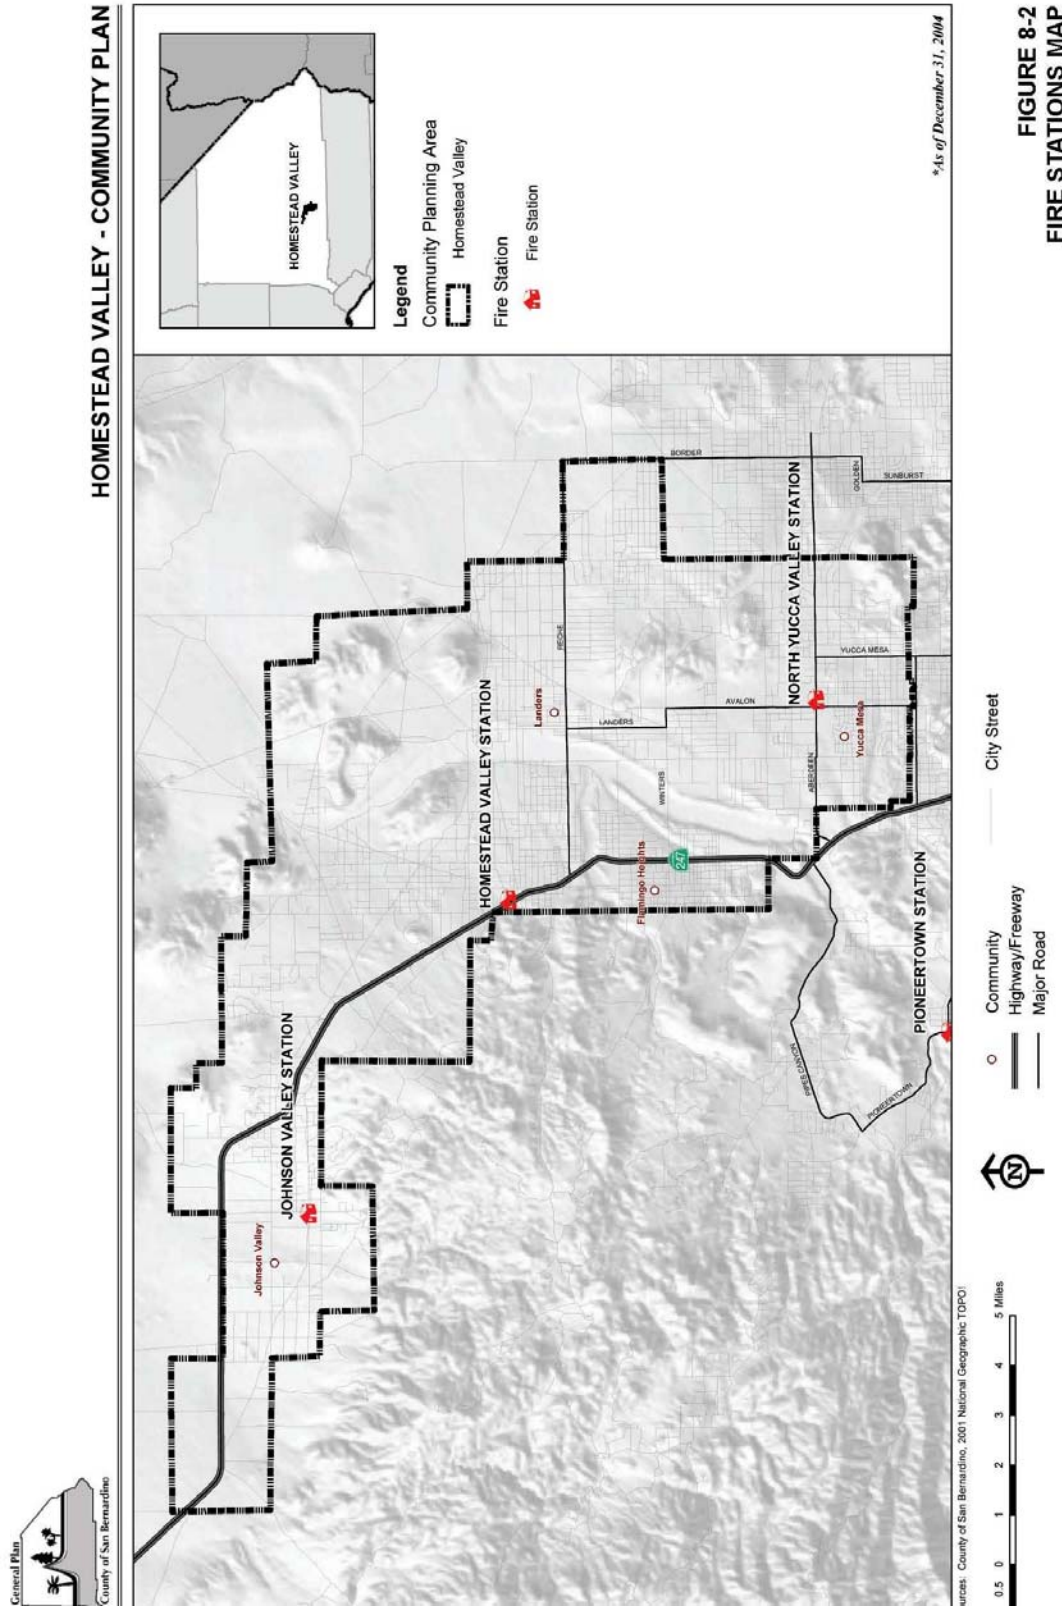 General Plan
County of San Bernardino
HOMESTEAD VALLEY - COMMUNITY PLAN
HOMESTEAD VALLEY
Legend
Community Planning Area
Homestead Valley
Fire Station
Fire Station
*As of December 31, 2004
JOHNSON VALLEY STATION
Johnson Valley
HOMESTEAD VALLEY STATION
Landers
RECHE
LANDERS
AVALON
WINTERS
Flamingo Heights
247
BORDER
NORTH YUCCA VALLEY STATION
GOLDEN
SUNBURST
YUCCA MESA
ABERDEEN
Yucca Mesa
PIONEERTOWN STATION
PIPES CANYON
PIONEERTOWN
urces: County of San Bernardino, 2001 National Geographic TOPO!
0.5 0 1 2 3 4 5 Miles
N
Community
Highway/Freeway
Major Road
City Street
FIGURE 8-2
FIRE STATIONS MAP